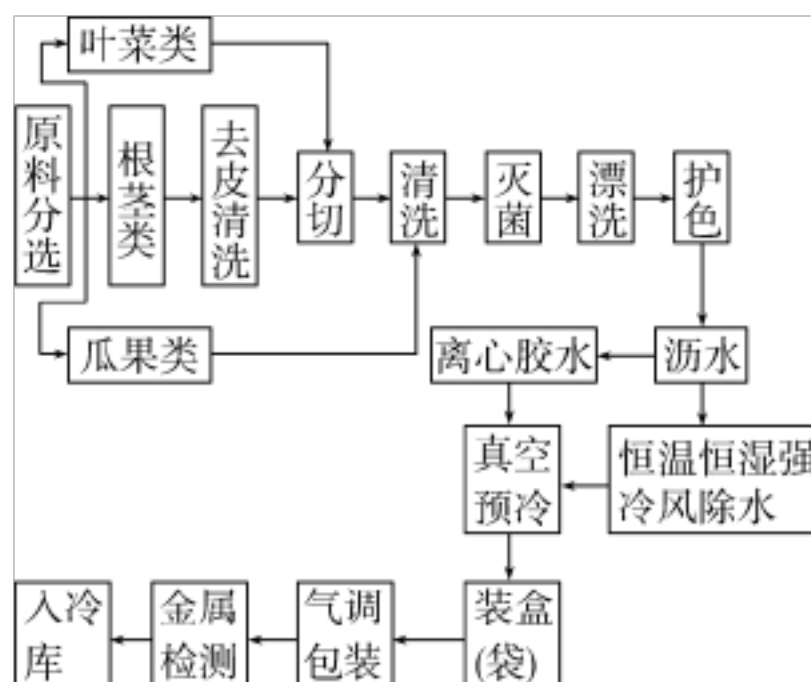 叶菜类
原料分选
根茎类
去皮清洗
分切
清洗
灭菌
漂洗
护色
瓜果类
离心胶水
沥水
真空
预冷
恒温恒湿强
冷风除水
入冷
库
金属
检测
气调
包装
装盒
(袋)